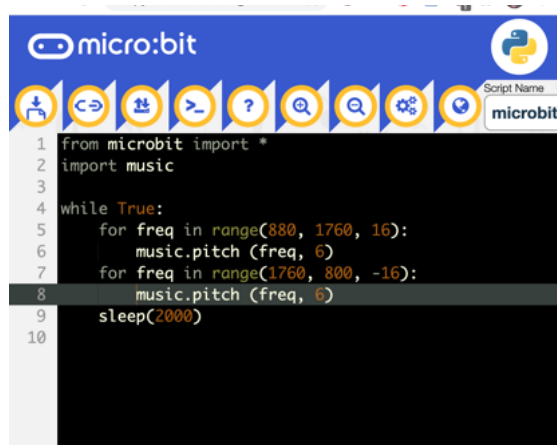 micro:bit
?
Script Name
microbit
1 from microbit import *
2 import music
3
4 while True:
5     for freq in range(880, 1760, 16):
6         music.pitch (freq, 6)
7     for freq in range(1760, 800, -16):
8         music.pitch (freq, 6)
9     sleep(2000)
10